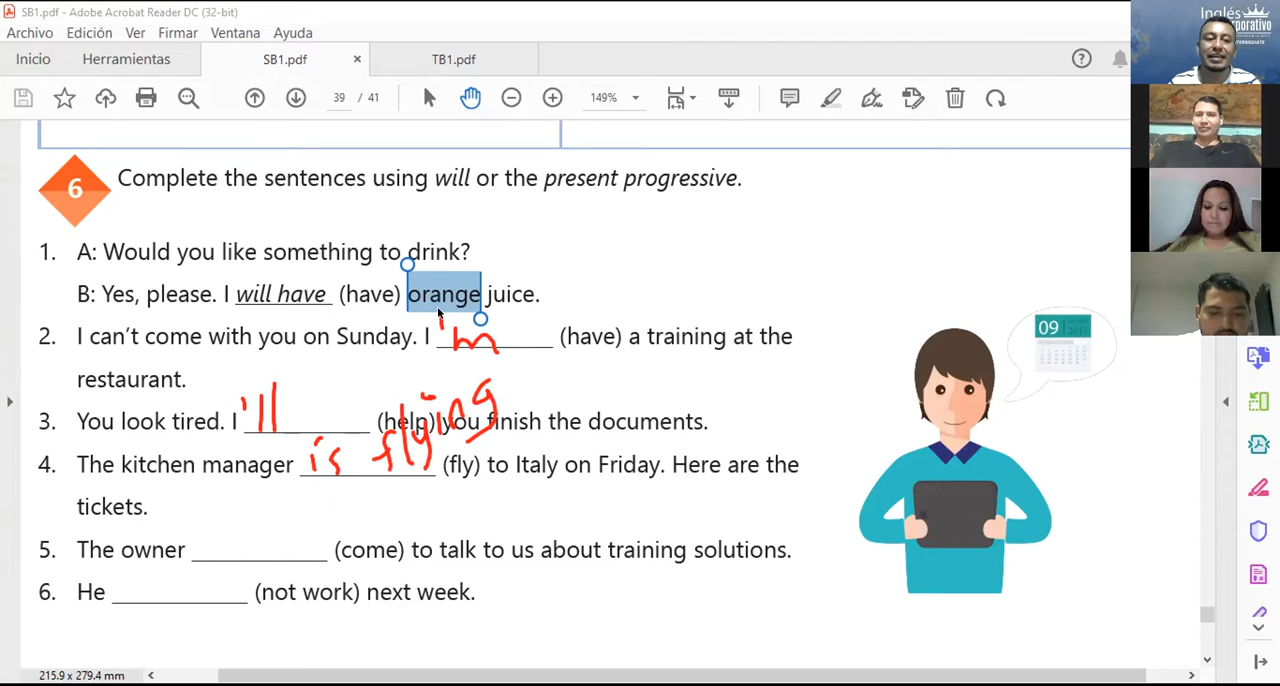 SB1.pdf - Adobe Acrobat Reader DC (32-bit)
Archivo Edición Ver Firmar Ventana Ayuda
Inicio Herramientas SB1.pdf × TB1.pdf
39 / 41 149%
6 Complete the sentences using will or the present progressive.
1. A: Would you like something to drink?
B: Yes, please. I will have (have) orange juice.
2. I can't come with you on Sunday. I 'm (have) a training at the
restaurant.
3. You look tired. I 'll (help) you finish the documents.
4. The kitchen manager is flying (fly) to Italy on Friday. Here are the
tickets.
5. The owner ____________ (come) to talk to us about training solutions.
6. He ____________ (not work) next week.
09
215.9 x 279.4 mm
Inglés